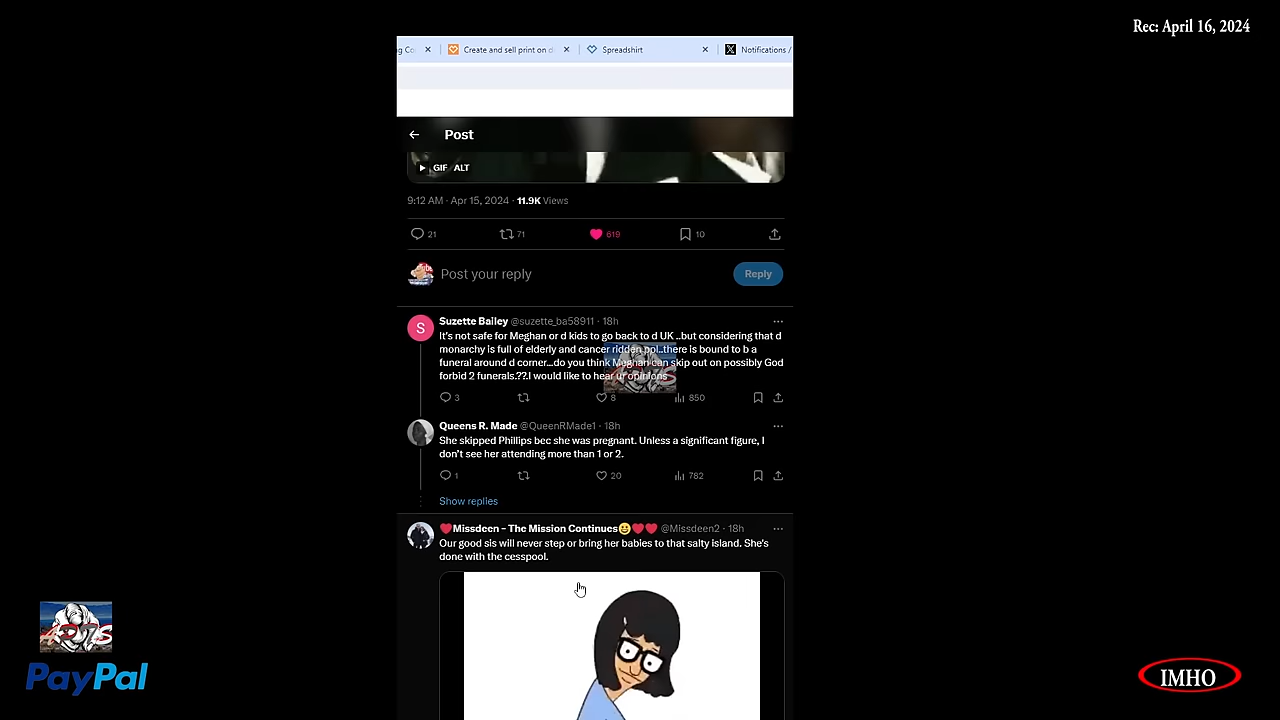 Rec: April 16, 2024
Create and sell print on d
Spreadshirt
Notifications /
Post
GIF ALT
9:12 AM · Apr 15, 2024 · 11.9K Views
21 71 619 10
Post your reply
Reply
S
Suzette Bailey @suzette_ba58911 · 18h
It's not safe for Meghan or d kids to go back to d UK ..but considering that d
monarchy is full of elderly and cancer ridden ppl..there is bound to b a
funeral around d corner...do you think Meghan can skip out on possibly God
forbid 2 funerals.??.I would like to hear ur opinions
3 8 850
Queens R. Made @QueenRMade1 · 18h
She skipped Phillips bec she was pregnant. Unless a significant figure, I
don't see her attending more than 1 or 2.
1 20 782
Show replies
❤️Missdeen – The Mission Continues😀❤️❤️ @Missdeen2 · 18h
Our good sis will never step or bring her babies to that salty island. She's
done with the cesspool.
PayPal
IMHO